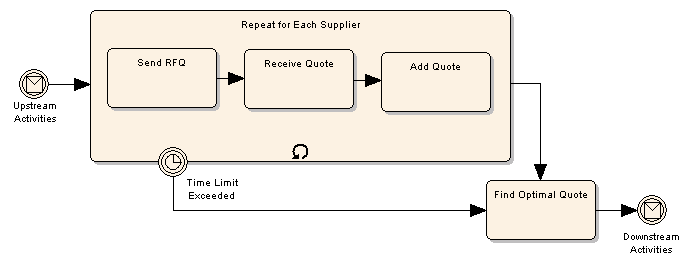 Repeat for Each Supplier
Send RFQ
Receive Quote
Add Quote
Upstream
Activities
Time Limit
Exceeded
Find Optimal Quote
Downstream
Activities